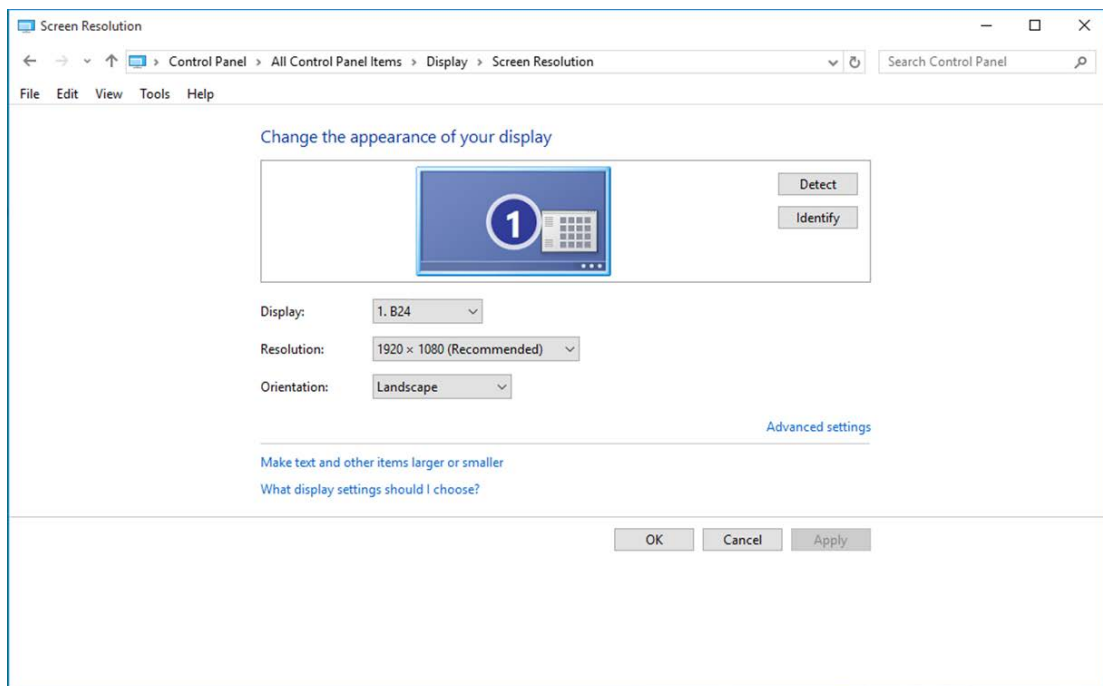 Screen Resolution
Control Panel > All Control Panel Items > Display > Screen Resolution
Search Control Panel
File Edit View Tools Help
Change the appearance of your display
1
Detect
Identify
Display: 1. B24
Resolution: 1920 × 1080 (Recommended)
Orientation: Landscape
Advanced settings
Make text and other items larger or smaller
What display settings should I choose?
OK Cancel Apply